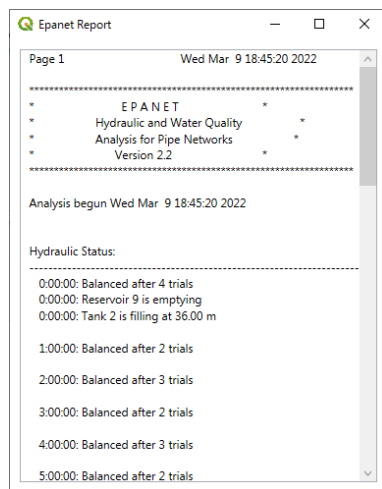 Epanet Report
Page 1 Wed Mar 9 18:45:20 2022
******************************************************************
* E P A N E T *
* Hydraulic and Water Quality *
* Analysis for Pipe Networks *
* Version 2.2 *
******************************************************************
Analysis begun Wed Mar 9 18:45:20 2022
Hydraulic Status:
-----------------------------------------------------------------------
0:00:00: Balanced after 4 trials
0:00:00: Reservoir 9 is emptying
0:00:00: Tank 2 is filling at 36.00 m
1:00:00: Balanced after 2 trials
2:00:00: Balanced after 3 trials
3:00:00: Balanced after 2 trials
4:00:00: Balanced after 3 trials
5:00:00: Balanced after 2 trials